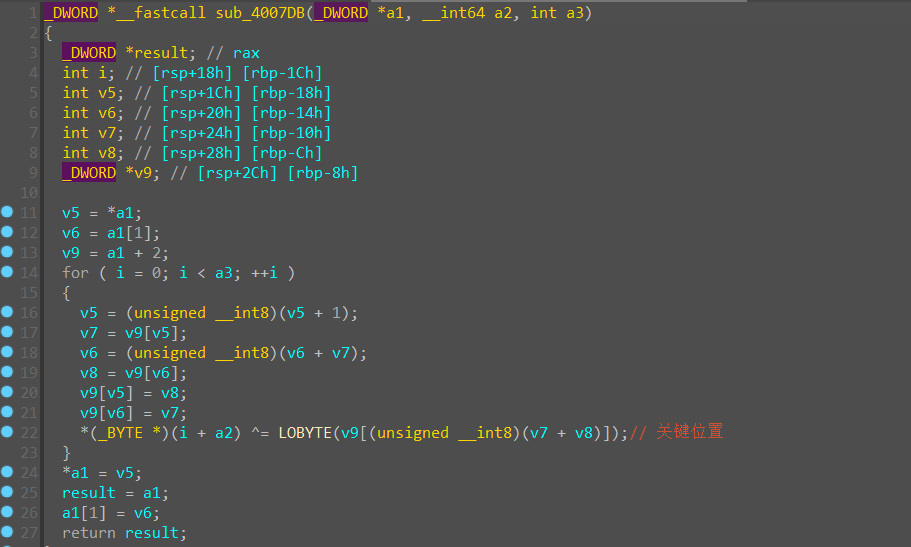 1 _DWORD *__fastcall sub_4007DB(_DWORD *a1, __int64 a2, int a3)
2 {
3 _DWORD *result; // rax
4 int i; // [rsp+18h] [rbp-1Ch]
5 int v5; // [rsp+1Ch] [rbp-18h]
6 int v6; // [rsp+20h] [rbp-14h]
7 int v7; // [rsp+24h] [rbp-10h]
8 int v8; // [rsp+28h] [rbp-Ch]
9 _DWORD *v9; // [rsp+2Ch] [rbp-8h]
10
11 v5 = *a1;
12 v6 = a1[1];
13 v9 = a1 + 2;
14 for ( i = 0; i < a3; ++i )
15 {
16 v5 = (unsigned __int8)(v5 + 1);
17 v7 = v9[v5];
18 v6 = (unsigned __int8)(v6 + v7);
19 v8 = v9[v6];
20 v9[v5] = v8;
21 v9[v6] = v7;
22 *(_BYTE *)(i + a2) ^= LOBYTE(v9[(unsigned __int8)(v7 + v8)]);// 关键位置
23 }
24 *a1 = v5;
25 result = a1;
26 a1[1] = v6;
27 return result;